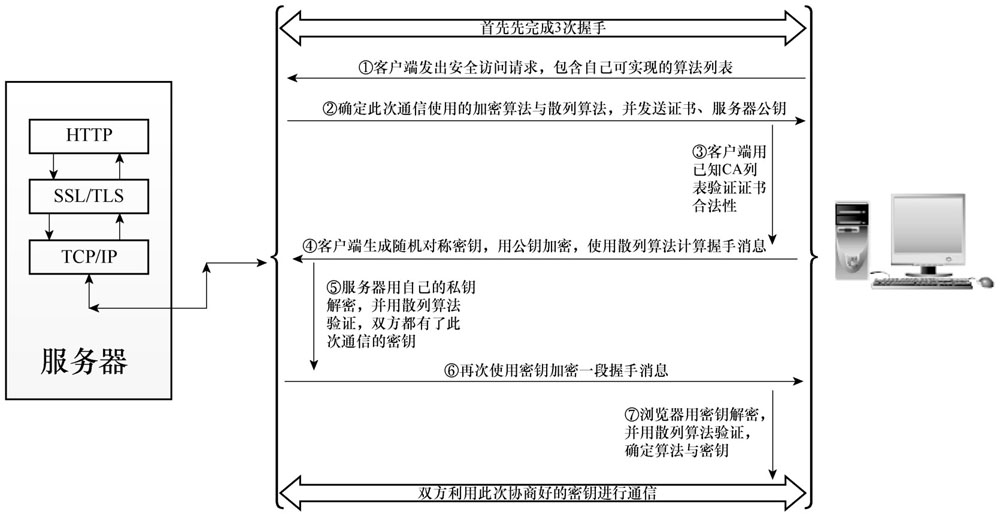 首先先完成3次握手
①客户端发出安全访问请求，包含自己可实现的算法列表
②确定此次通信使用的加密算法与散列算法，并发送证书、服务器公钥
HTTP
SSL/TLS
TCP/IP
服务器
③客户端用
已知CA列
表验证证书
合法性
④客户端生成随机对称密钥，用公钥加密，使用散列算法计算握手消息
⑤服务器用自己的私钥
解密，并用散列算法
验证，双方都有了此
次通信的密钥
⑥再次使用密钥加密一段握手消息
⑦浏览器用密钥解密，
并用散列算法验证，
确定算法与密钥
双方利用此次协商好的密钥进行通信